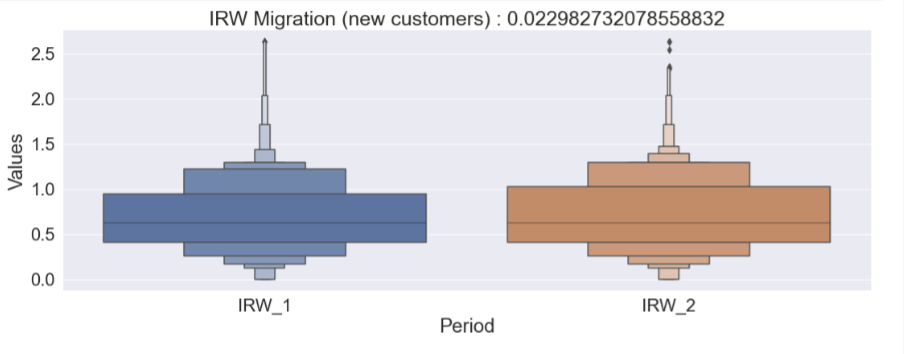 IRW Migration (new customers) : 0.022982732078558832
2.5
2.0
1.5
1.0
0.5
0.0
Values
IRW_1 IRW_2
Period